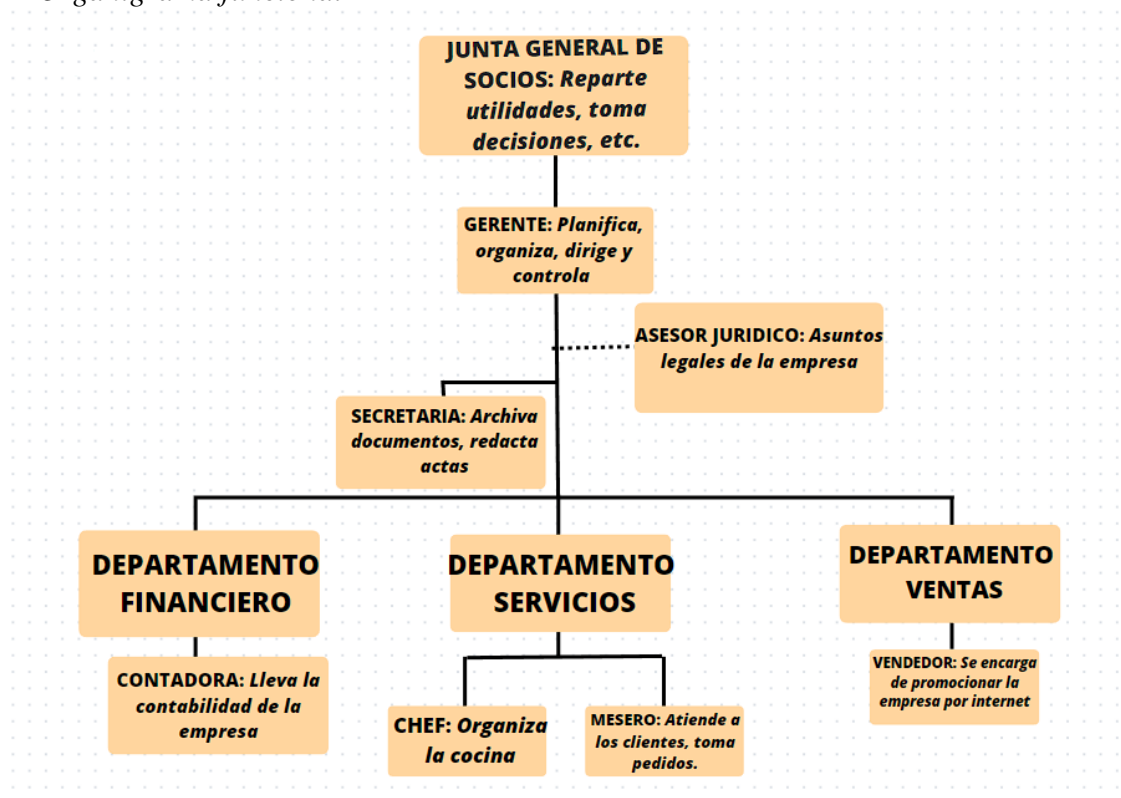 JUNTA GENERAL DE
SOCIOS: Reparte
utilidades, toma
decisiones, etc.
GERENTE: Planifica,
organiza, dirige y
controla
ASESOR JURIDICO: Asuntos
legales de la empresa
SECRETARIA: Archiva
documentos, redacta
actas
DEPARTAMENTO
FINANCIERO
DEPARTAMENTO
SERVICIOS
DEPARTAMENTO
VENTAS
CONTADORA: Lleva la
contabilidad de la
empresa
CHEF: Organiza
la cocina
MESERO: Atiende a
los clientes, toma
pedidos.
VENDEDOR: Se encarga
de promocionar la
empresa por internet